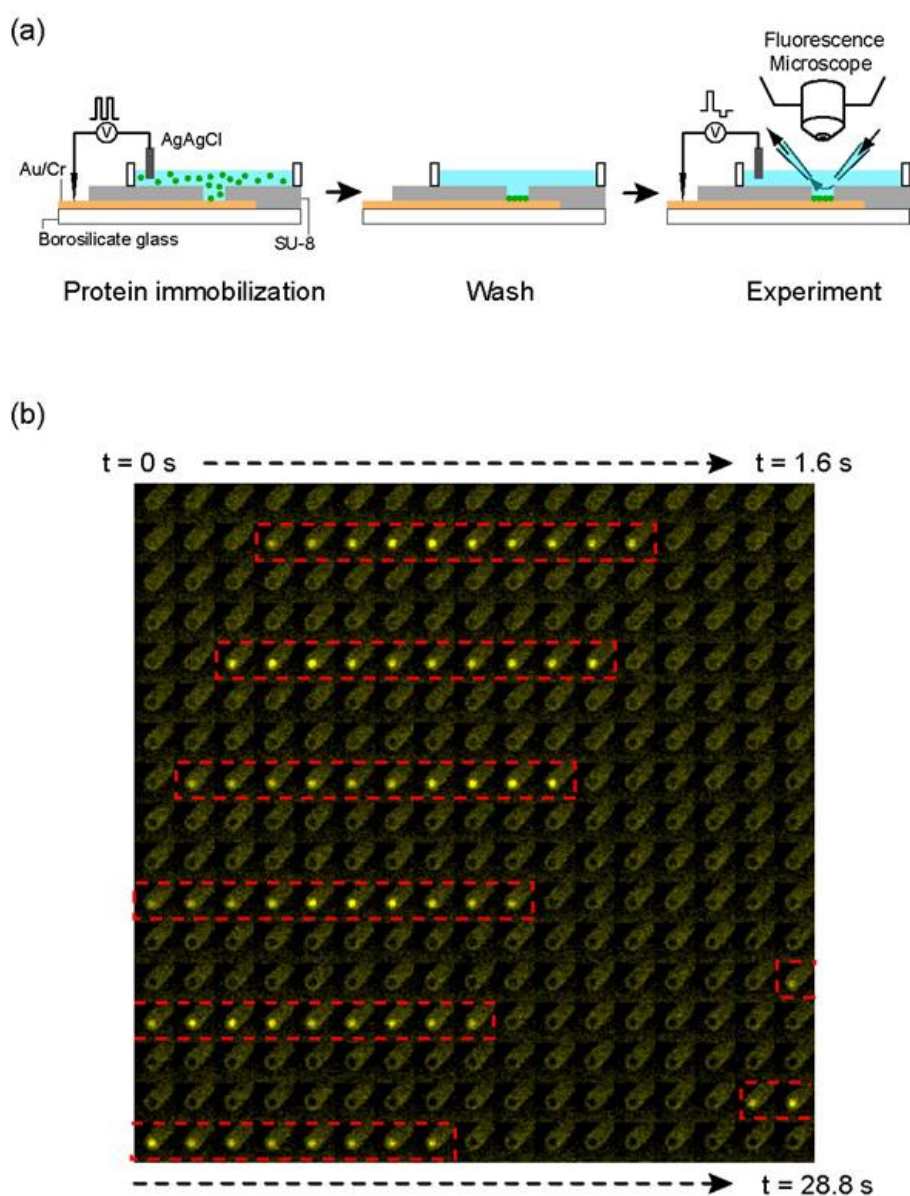 (a)
Fluorescence
Microscope
AgAgCl
V
V
Au/Cr
Borosilicate glass
SU-8
Protein immobilization
Wash
Experiment
(b)
t = 0 s
t = 1.6 s
t = 28.8 s